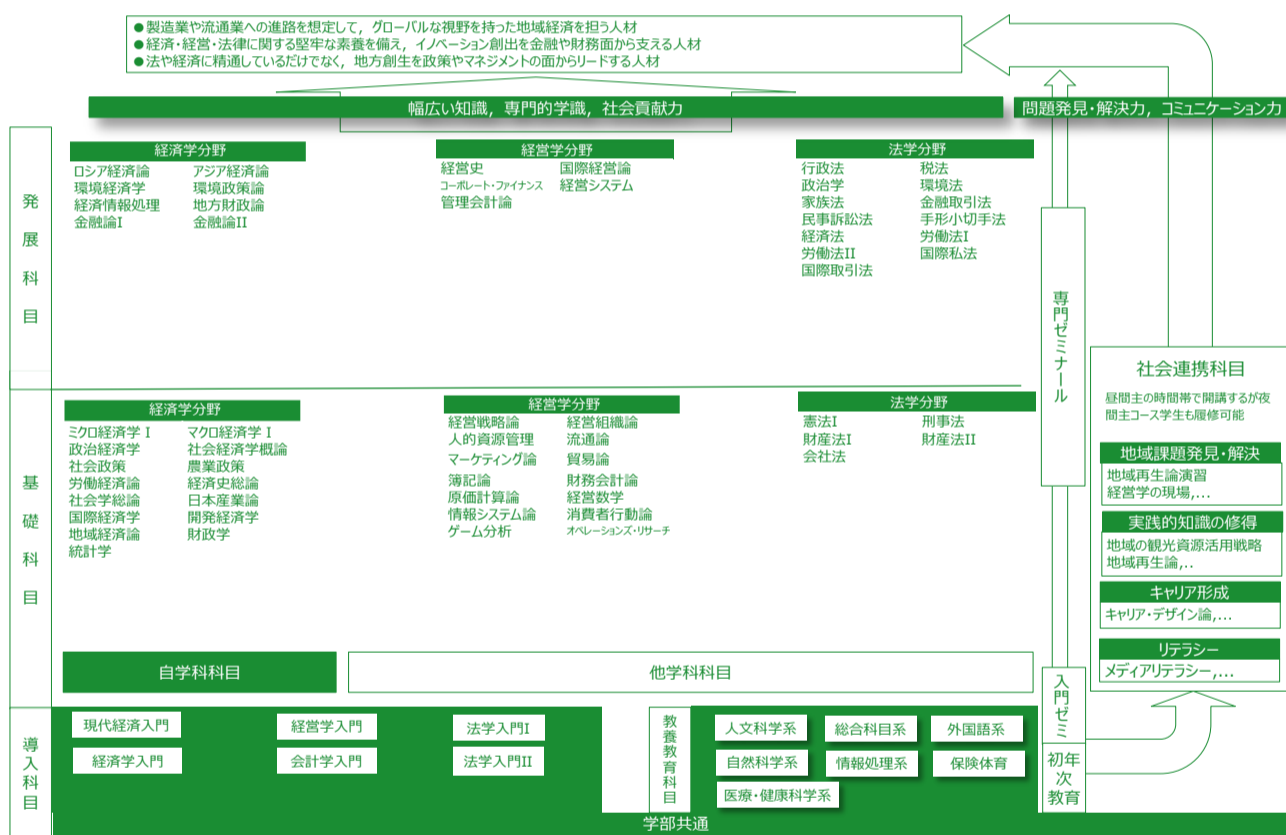 ●製造業や流通業への進路を想定して，グローバルな視野を持った地域経済を担う人材
●経済・経営・法律に関する堅牢な素養を備え，イノベーション創出を金融や財務面から支える人材
●法や経済に精通しているだけでなく，地方創生を政策やマネジメントの面からリードする人材
幅広い知識，専門的学識，社会貢献力
問題発見・解決力，コミュニケーション力
発展科目
経済学分野
ロシア経済論 アジア経済論
環境経済学 環境政策論
経済情報処理 地方財政論
金融論I 金融論II
経営学分野
経営史 国際経営論
コーポレート・ファイナンス 経営システム
管理会計論
法学分野
行政法 税法
政治学 環境法
家族法 金融取引法
民事訴訟法 手形小切手法
経済法 労働法I
労働法II 国際私法
国際取引法
専門ゼミナール
基礎科目
経済学分野
ミクロ経済学 I マクロ経済学 I
政治経済学 社会経済学概論
社会政策 農業政策
労働経済論 経済史総論
社会学総論 日本産業論
国際経済学 開発経済学
地域経済論 財政学
統計学
経営学分野
経営戦略論 経営組織論
人的資源管理 流通論
マーケティング論 貿易論
簿記論 財務会計論
原価計算論 経営数学
情報システム論 消費者行動論
ゲーム分析 オペレーションズ・リサーチ
法学分野
憲法I 刑事法
財産法I 財産法II
会社法
自学科科目
他学科科目
社会連携科目
昼間主の時間帯で開講するが夜
間主コース学生も履修可能
地域課題発見・解決
地域再生論演習
経営学の現場,…
実践的知識の修得
地域の観光資源活用戦略
地域再生論,..
キャリア形成
キャリア・デザイン論,…
リテラシー
メディアリテラシー,…
導入科目
現代経済入門 経営学入門 法学入門I
経済学入門 会計学入門 法学入門II
教養教育科目
人文科学系 総合科目系 外国語系
自然科学系 情報処理系 保険体育
医療・健康科学系
入門ゼミ
初年
次
教育
学部共通